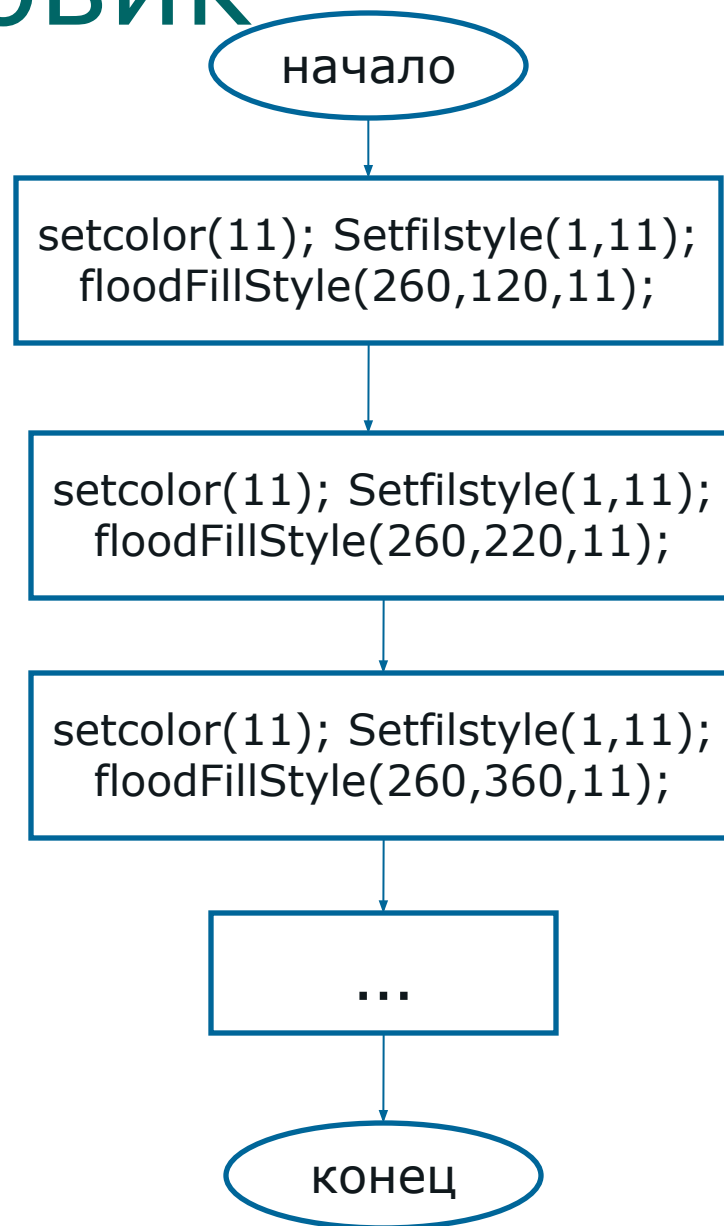 начало
setcolor(11); Setfilstyle(1,11);
floodFillStyle(260,120,11);
setcolor(11); Setfilstyle(1,11);
floodFillStyle(260,220,11);
setcolor(11); Setfilstyle(1,11);
floodFillStyle(260,360,11);
...
конец